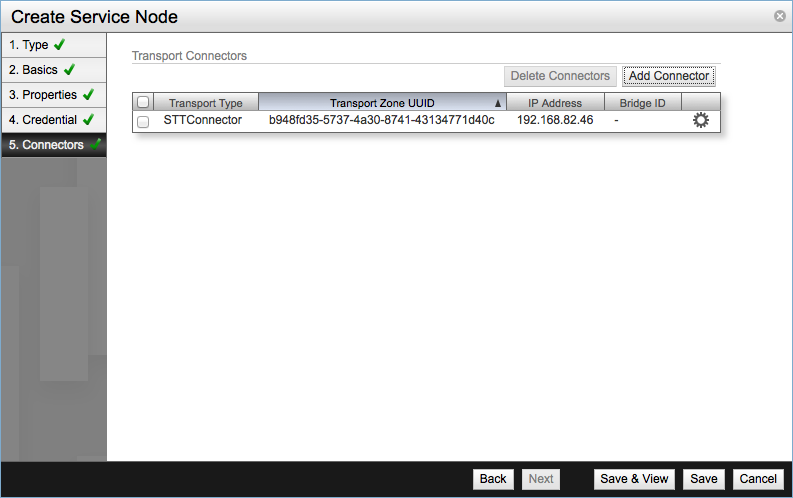 Create Service Node
1. Type
2. Basics
3. Properties
4. Credential
5. Connectors
Transport Connectors
Delete Connectors Add Connector
Transport Type Transport Zone UUID IP Address Bridge ID
STTConnector b948fd35-5737-4a30-8741-43134771d40c 192.168.82.46 -
Back Next Save & View Save Cancel